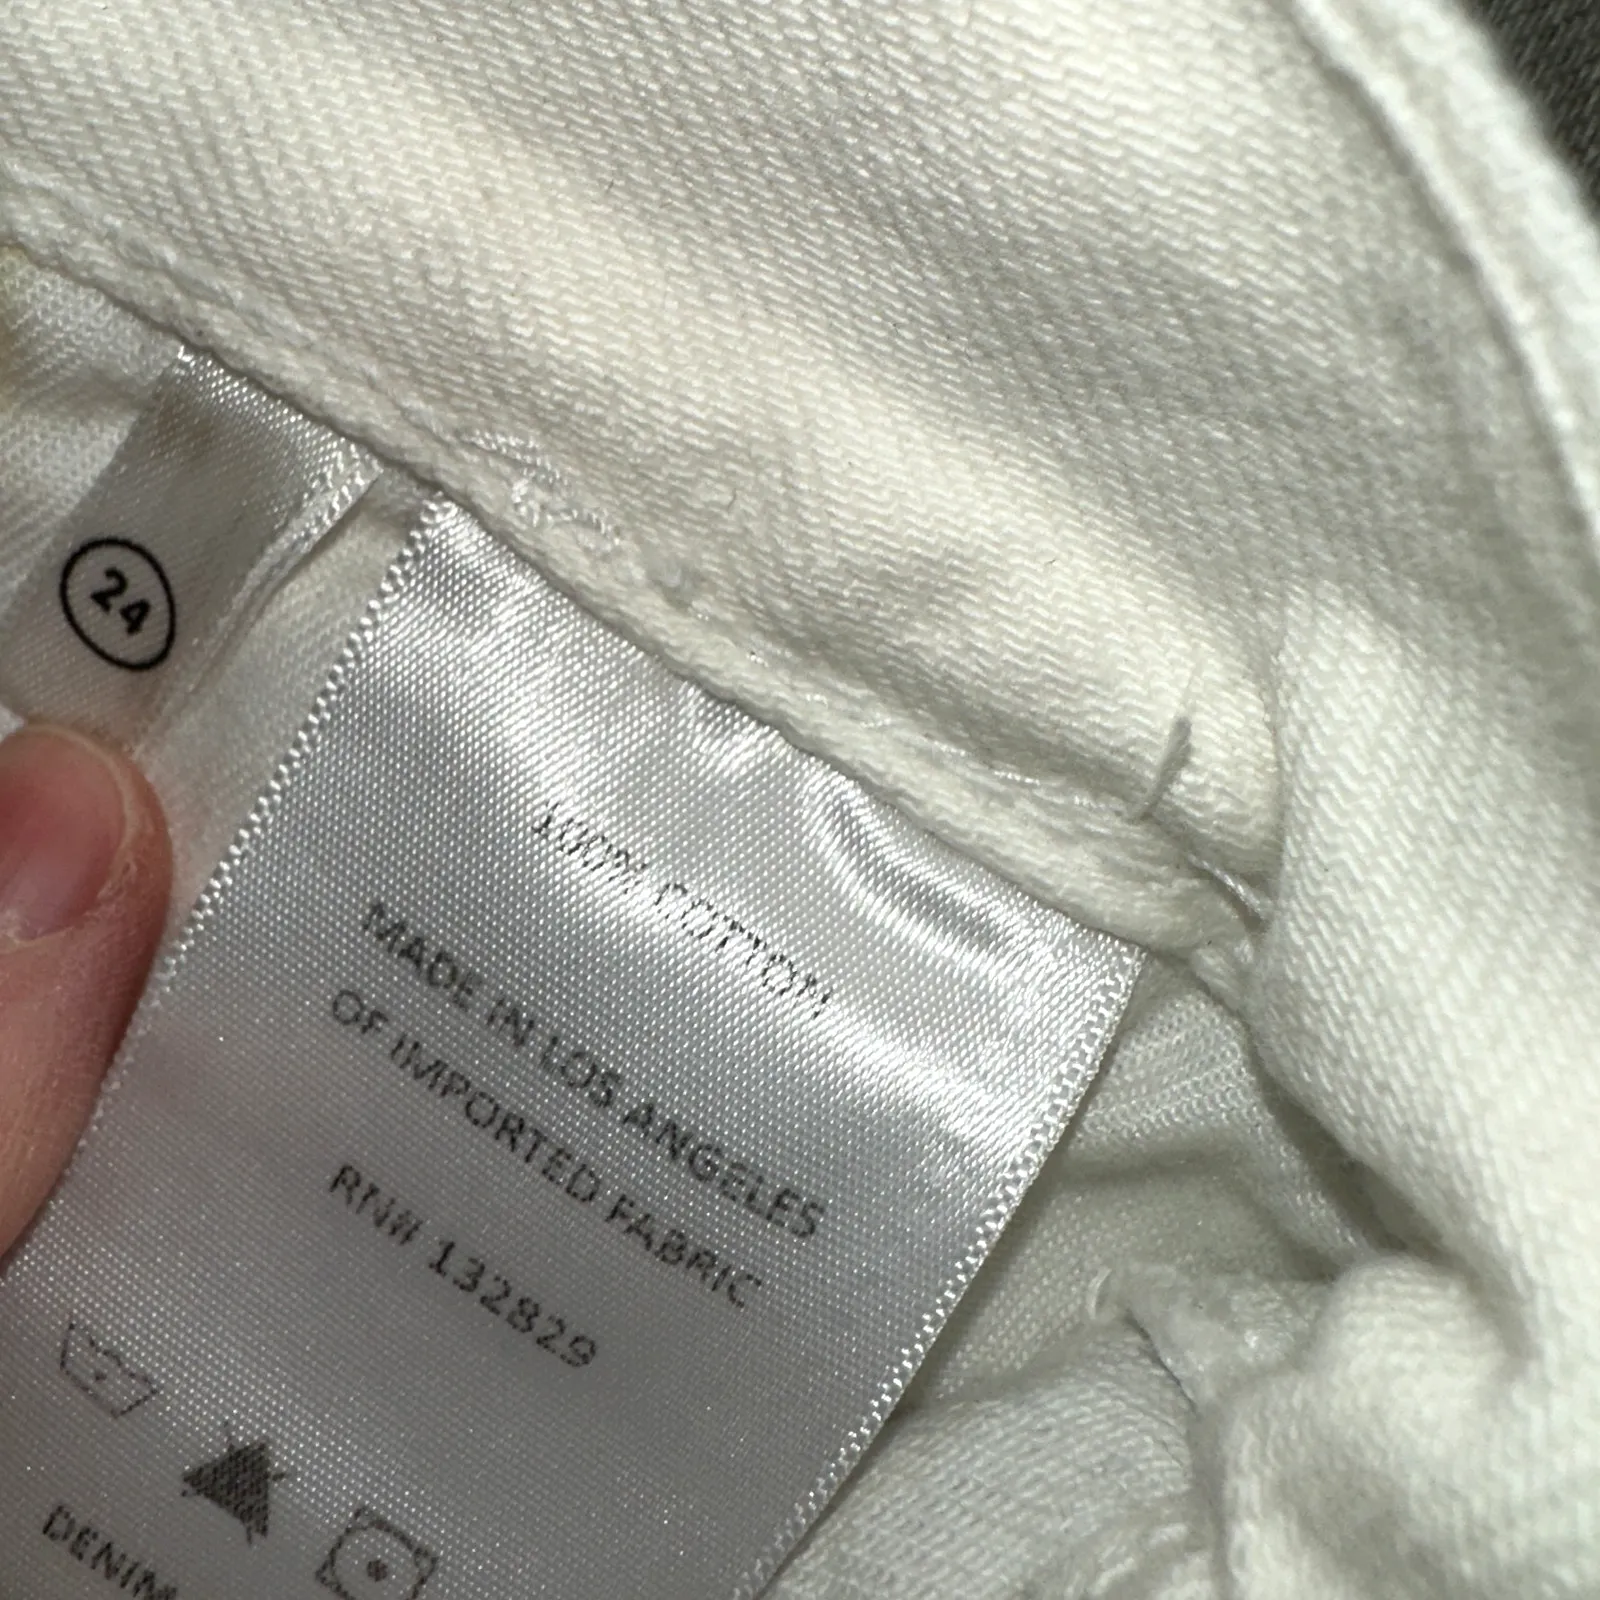 24
100% COTTON
MADE IN LOS ANGELES
OF IMPORTED FABRIC
RN# 132829
DENIM